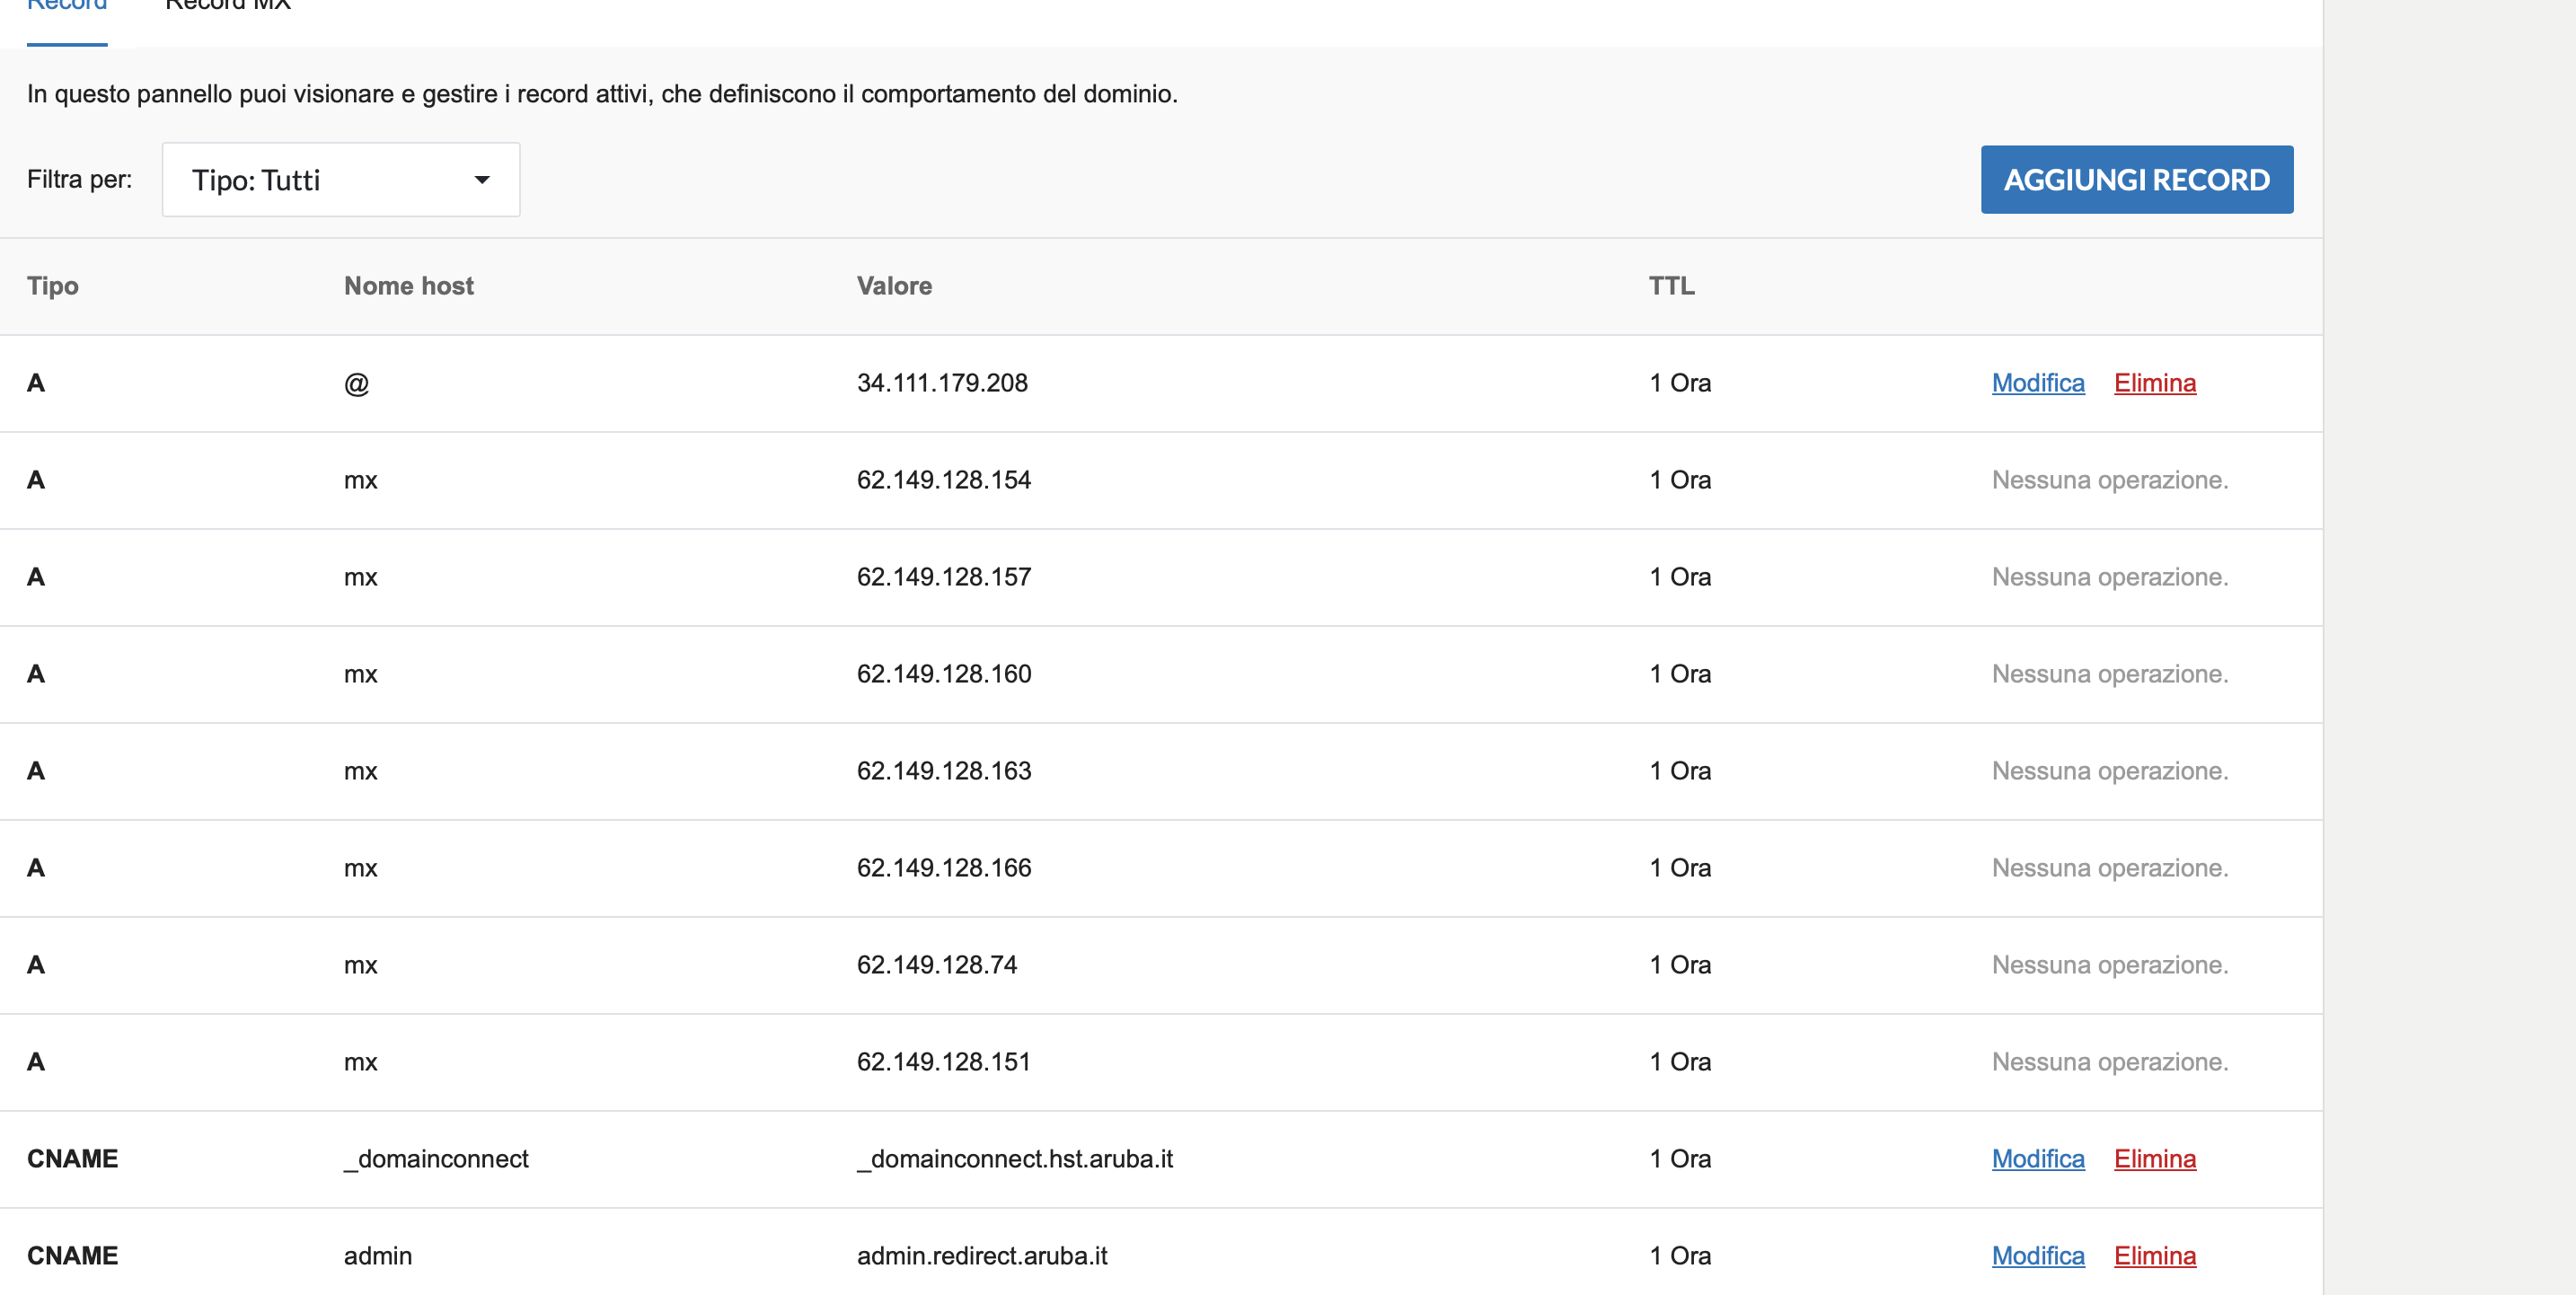 Record Record MX
In questo pannello puoi visionare e gestire i record attivi, che definiscono il comportamento del dominio.
Filtra per: Tipo: Tutti AGGIUNGI RECORD
Tipo Nome host Valore TTL
A @ 34.111.179.208 1 Ora Modifica Elimina
A mx 62.149.128.154 1 Ora Nessuna operazione.
A mx 62.149.128.157 1 Ora Nessuna operazione.
A mx 62.149.128.160 1 Ora Nessuna operazione.
A mx 62.149.128.163 1 Ora Nessuna operazione.
A mx 62.149.128.166 1 Ora Nessuna operazione.
A mx 62.149.128.74 1 Ora Nessuna operazione.
A mx 62.149.128.151 1 Ora Nessuna operazione.
CNAME _domainconnect _domainconnect.hst.aruba.it 1 Ora Modifica Elimina
CNAME admin admin.redirect.aruba.it 1 Ora Modifica Elimina